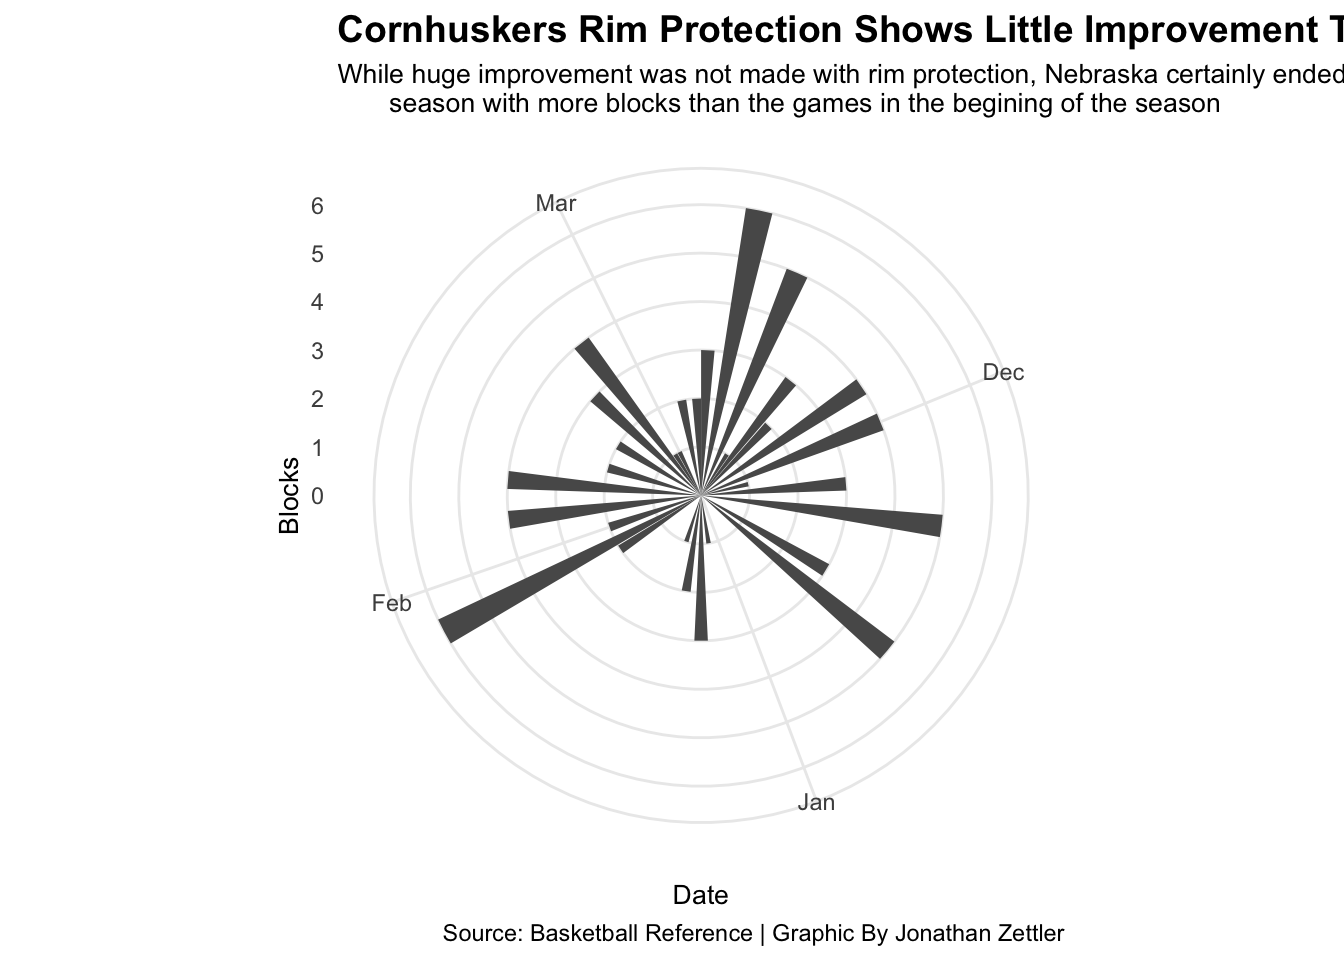 Cornhuskers Rim Protection Shows Little Improvement T
While huge improvement was not made with rim protection, Nebraska certainly ended
season with more blocks than the games in the begining of the season
Mar
6
5
4
3
2
1
0
Dec
Blocks
Feb
Jan
Date
Source: Basketball Reference | Graphic By Jonathan Zettler